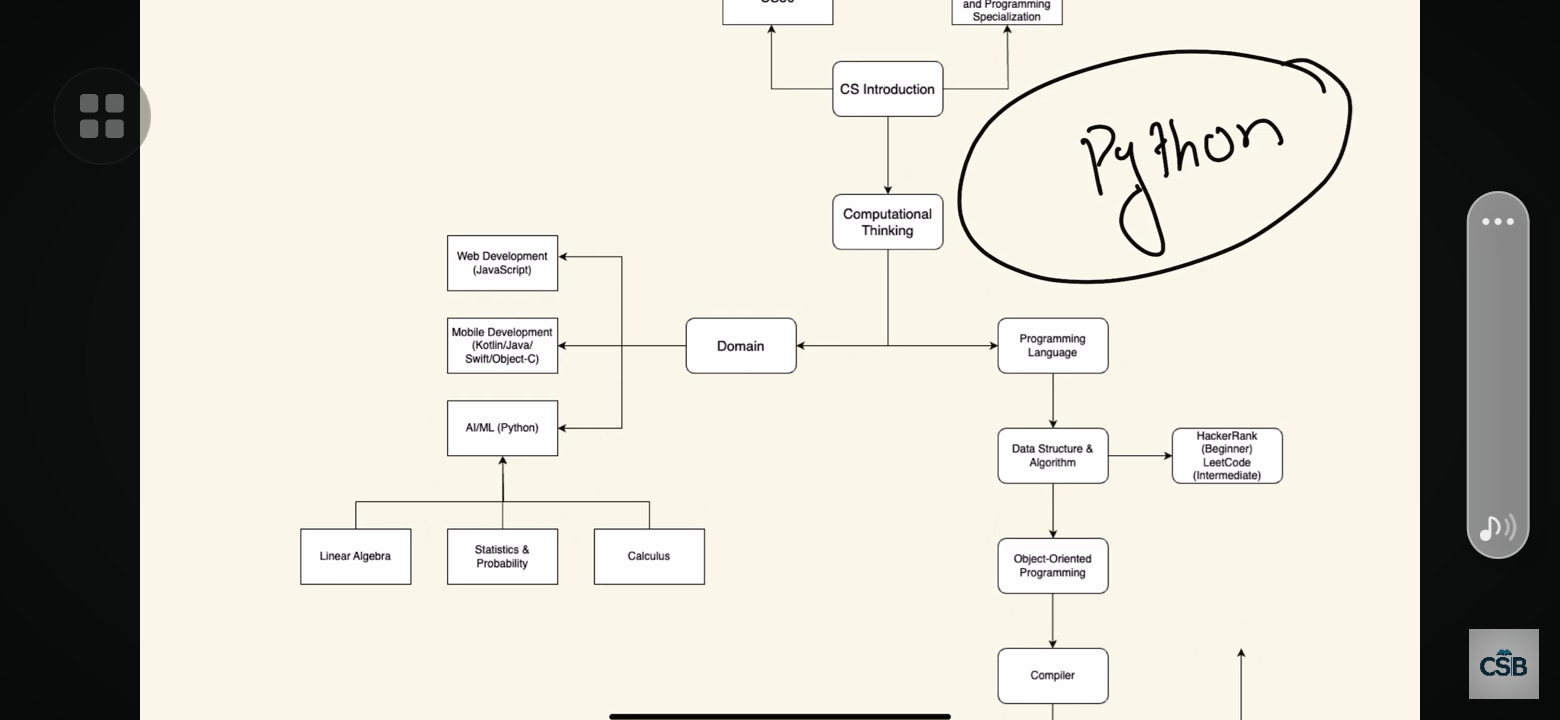 and Programming
Specialization
CS Introduction
Python
Computational
Thinking
Web Development
(JavaScript)
Mobile Development
(Kotlin/Java/
Swift/Object-C)
Domain
Programming
Language
AI/ML (Python)
Data Structure &
Algorithm
HackerRank
(Beginner)
LeetCode
(Intermediate)
Linear Algebra
Statistics &
Probability
Calculus
Object-Oriented
Programming
Compiler
CSB